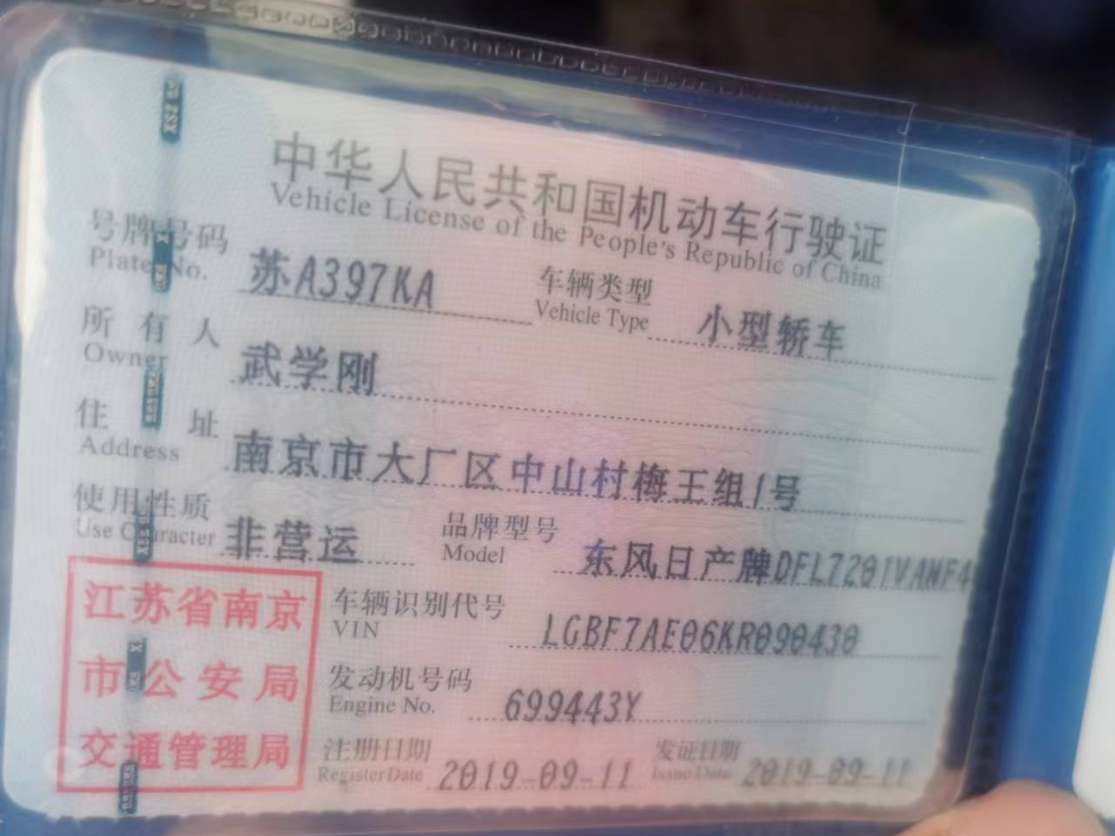 中华人民共和国机动车行驶证
Vehicle License of the People's Republic of China
号牌号码 苏A397KA 车辆类型 小型轿车
Plate No. Vehicle Type
所有人 武学刚
Owner
住址 南京市大厂区中山村梅王组1号
Address
使用性质 非营运 品牌型号 东风日产牌DFL7201VANF4
Use Character Model
江苏省南京
市公安局
交通管理局
车辆识别代号 LGBF7AE06KR090430
VIN
发动机号码 699443Y
Engine No.
注册日期 2019-09-11 发证日期 2019-09-11
Register Date Issue Date